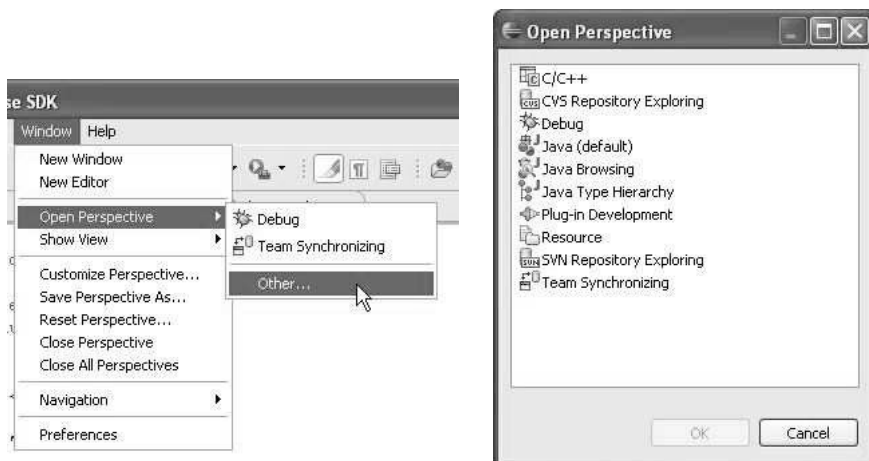 se SDK
Window Help
New Window
New Editor
Open Perspective
Show View
Customize Perspective...
Save Perspective As...
Reset Perspective...
Close Perspective
Close All Perspectives
Navigation
Preferences
Debug
Team Synchronizing
Other...
Open Perspective
C/C++
CVS Repository Exploring
Debug
Java (default)
Java Browsing
Java Type Hierarchy
Plug-in Development
Resource
SVN Repository Exploring
Team Synchronizing
OK Cancel